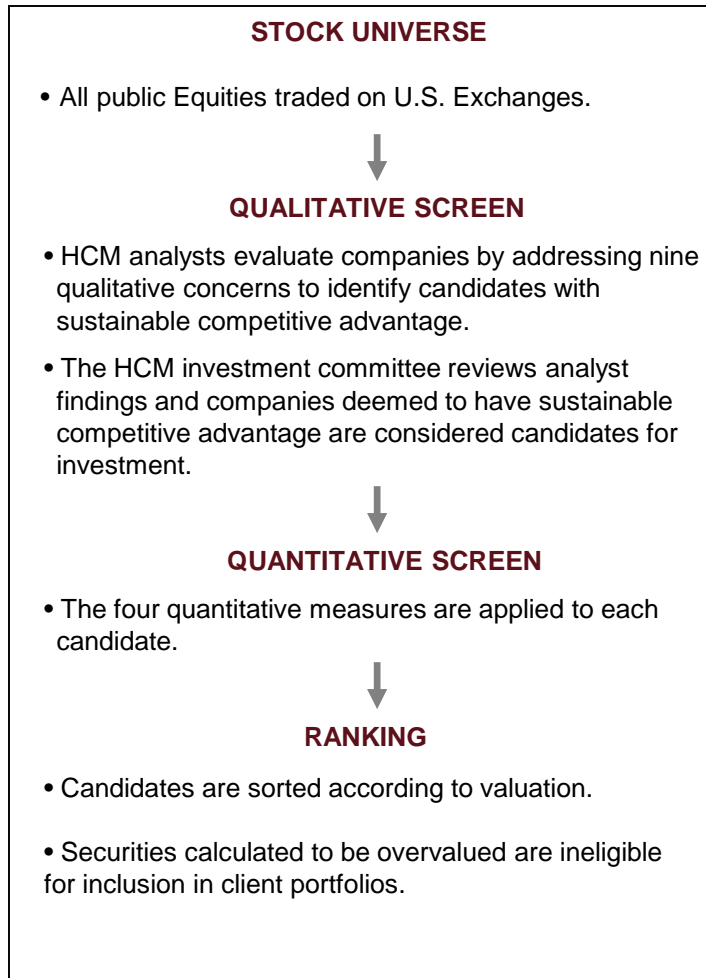 STOCK UNIVERSE
• All public Equities traded on U.S. Exchanges.
QUALITATIVE SCREEN
• HCM analysts evaluate companies by addressing nine
qualitative concerns to identify candidates with
sustainable competitive advantage.
• The HCM investment committee reviews analyst
findings and companies deemed to have sustainable
competitive advantage are considered candidates for
investment.
QUANTITATIVE SCREEN
• The four quantitative measures are applied to each
candidate.
RANKING
• Candidates are sorted according to valuation.
• Securities calculated to be overvalued are ineligible
for inclusion in client portfolios.